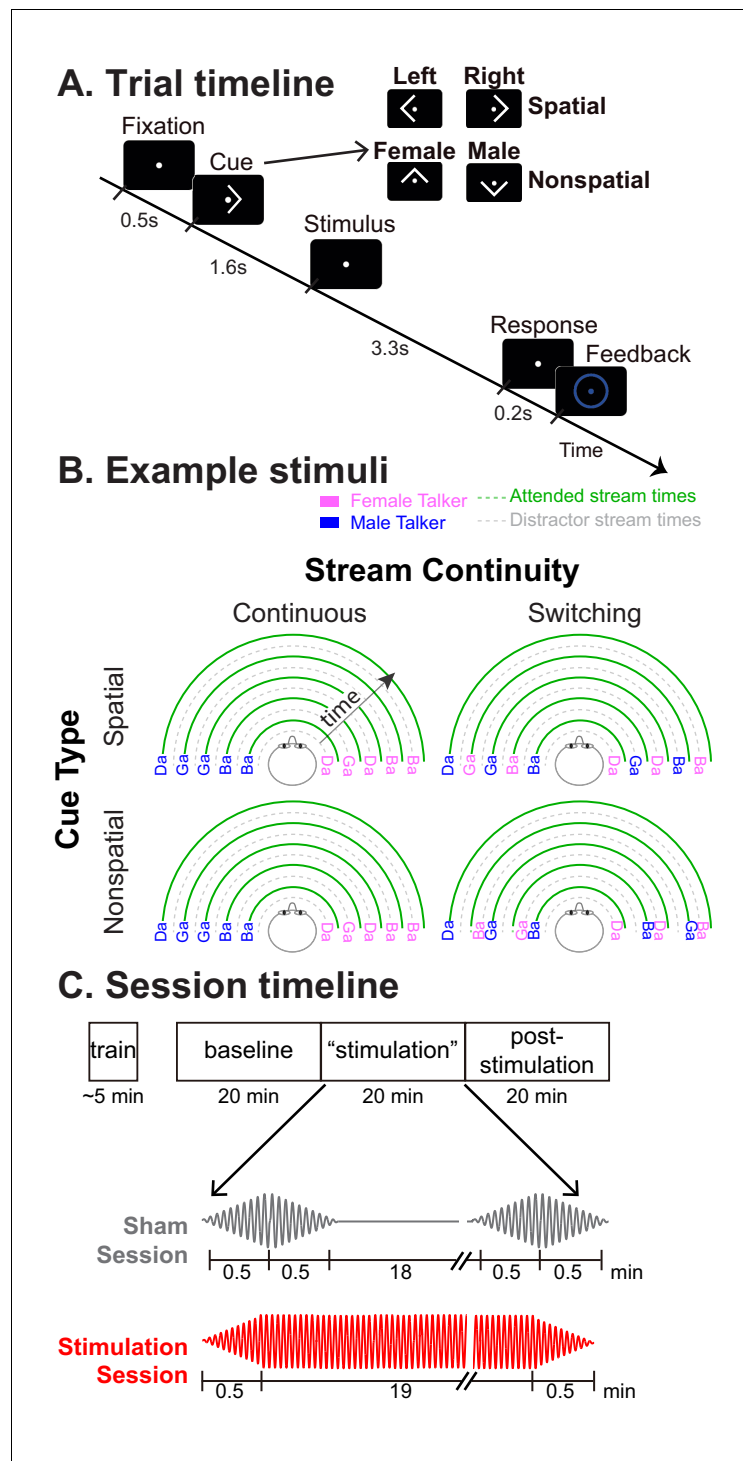 A. Trial timeline
Left Right
Spatial
Fixation
Cue
Female Male
Nonspatial
0.5s
Stimulus
1.6s
Response
3.3s
Feedback
0.2s
Time
B. Example stimuli
Female Talker Attended stream times
Male Talker Distractor stream times
Stream Continuity
Continuous Switching
Cue Type
Spatial
time
Da Ga Ga Ba Ba Da Ga Da Ba Ba
Da Ga Ga Ba Ba Da Ga Da Ba Ba
Nonspatial
Da Ga Ga Ba Ba Da Ga Da Ba Ba
Da Ba Ga Ga Ba Da Ba Da Ga Ba
C. Session timeline
train baseline "stimulation" post-
stimulation
~5 min 20 min 20 min 20 min
Sham
Session
0.5 0.5 18 0.5 0.5 min
Stimulation
Session
0.5 19 0.5 min